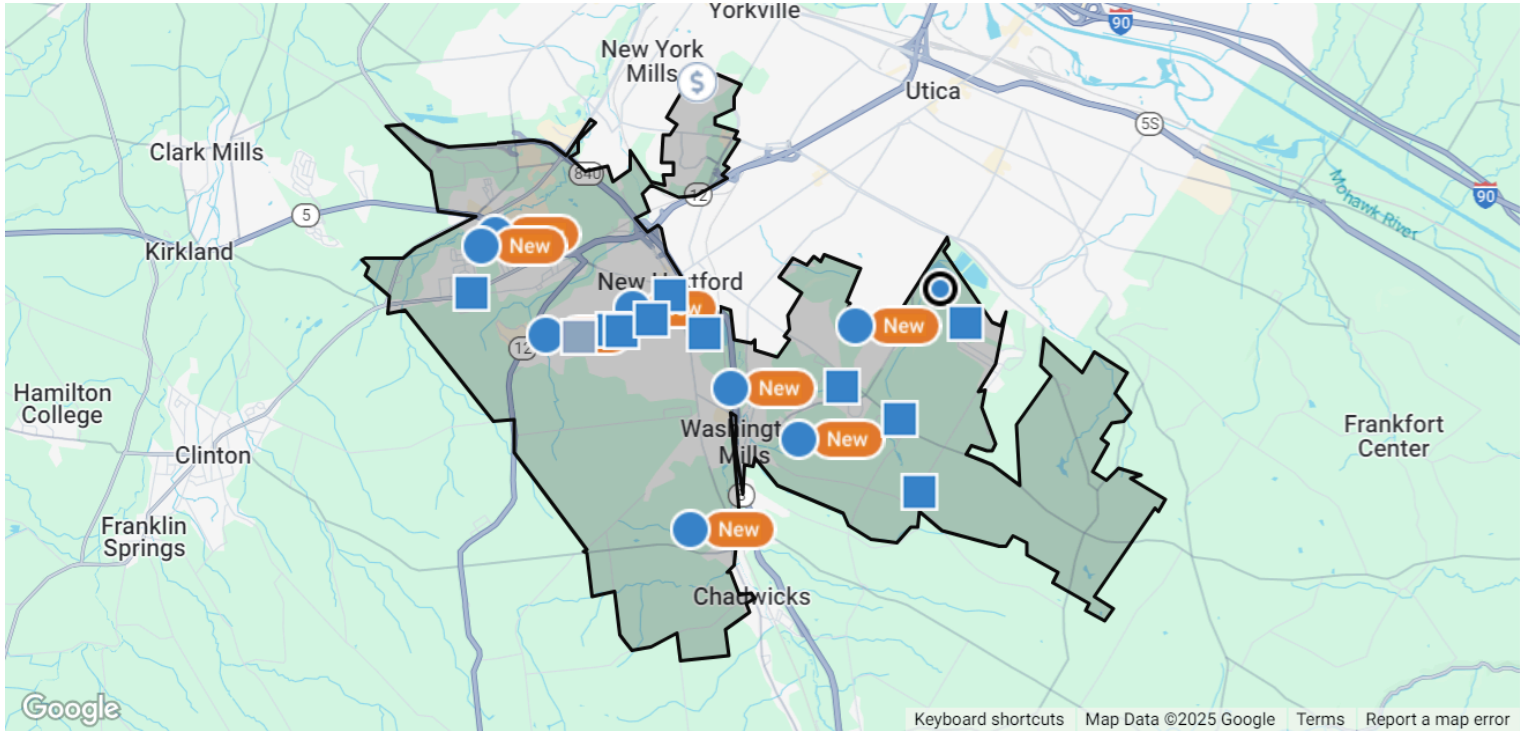 Yorkville
New York
Mills
$
90
Utica
5S
Clark Mills
840
Mohawk River
12
90
5
New
Kirkland
New
New Hartford
New
12
Hamilton
College
New
Frankfort
Center
Washingt
Mills
New
Clinton
Franklin
Springs
New
Chadwicks
Google
Keyboard shortcuts
Map Data ©2025 Google
Terms
Report a map error